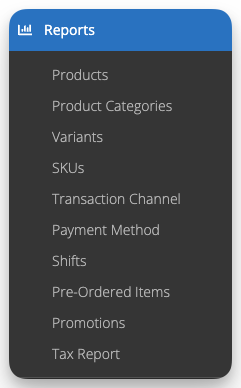 Reports
Products
Product Categories
Variants
SKUs
Transaction Channel
Payment Method
Shifts
Pre-Ordered Items
Promotions
Tax Report